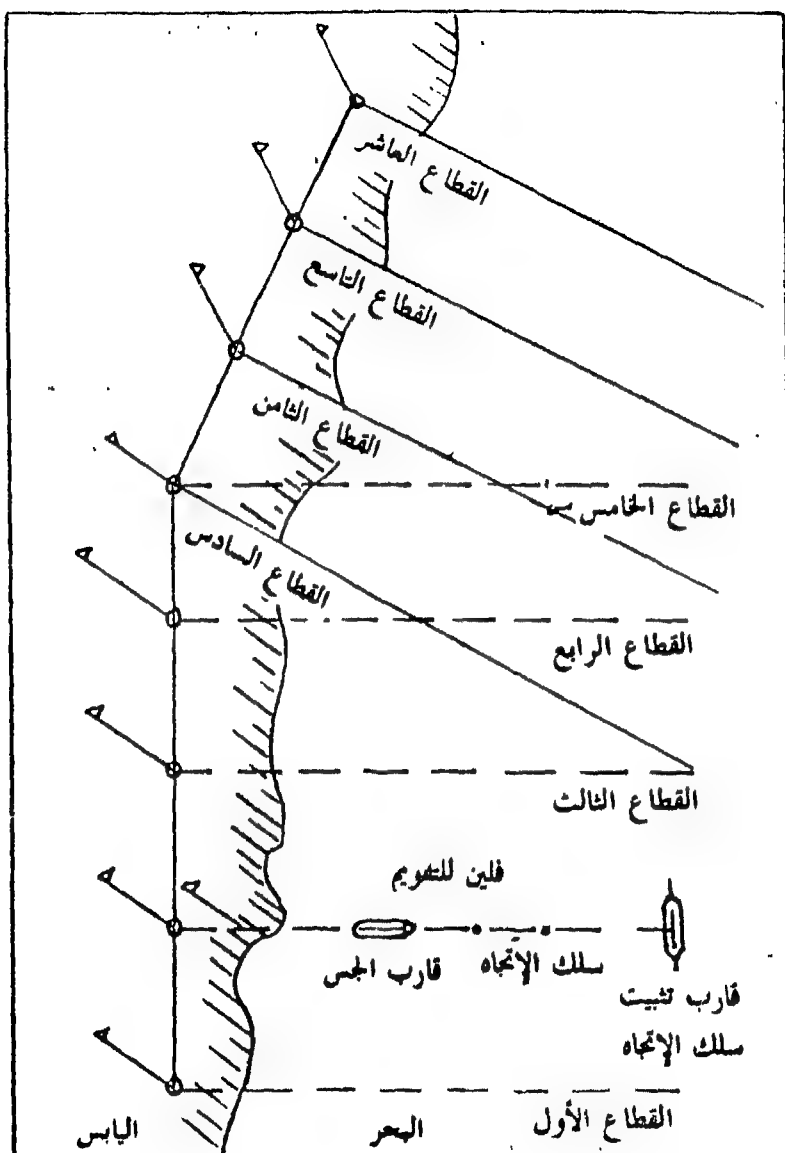 القطاع العاشر
القطاع التاسع
القطاع الثامن
القطاع الخامس
القطاع السادس
القطاع الرابع
القطاع الثالث
فلين للتعويم
قارب الجس
سلك الإتجاه
قارب تثبيت
سلك الإتجاه
القطاع الأول
البحر
اليابس